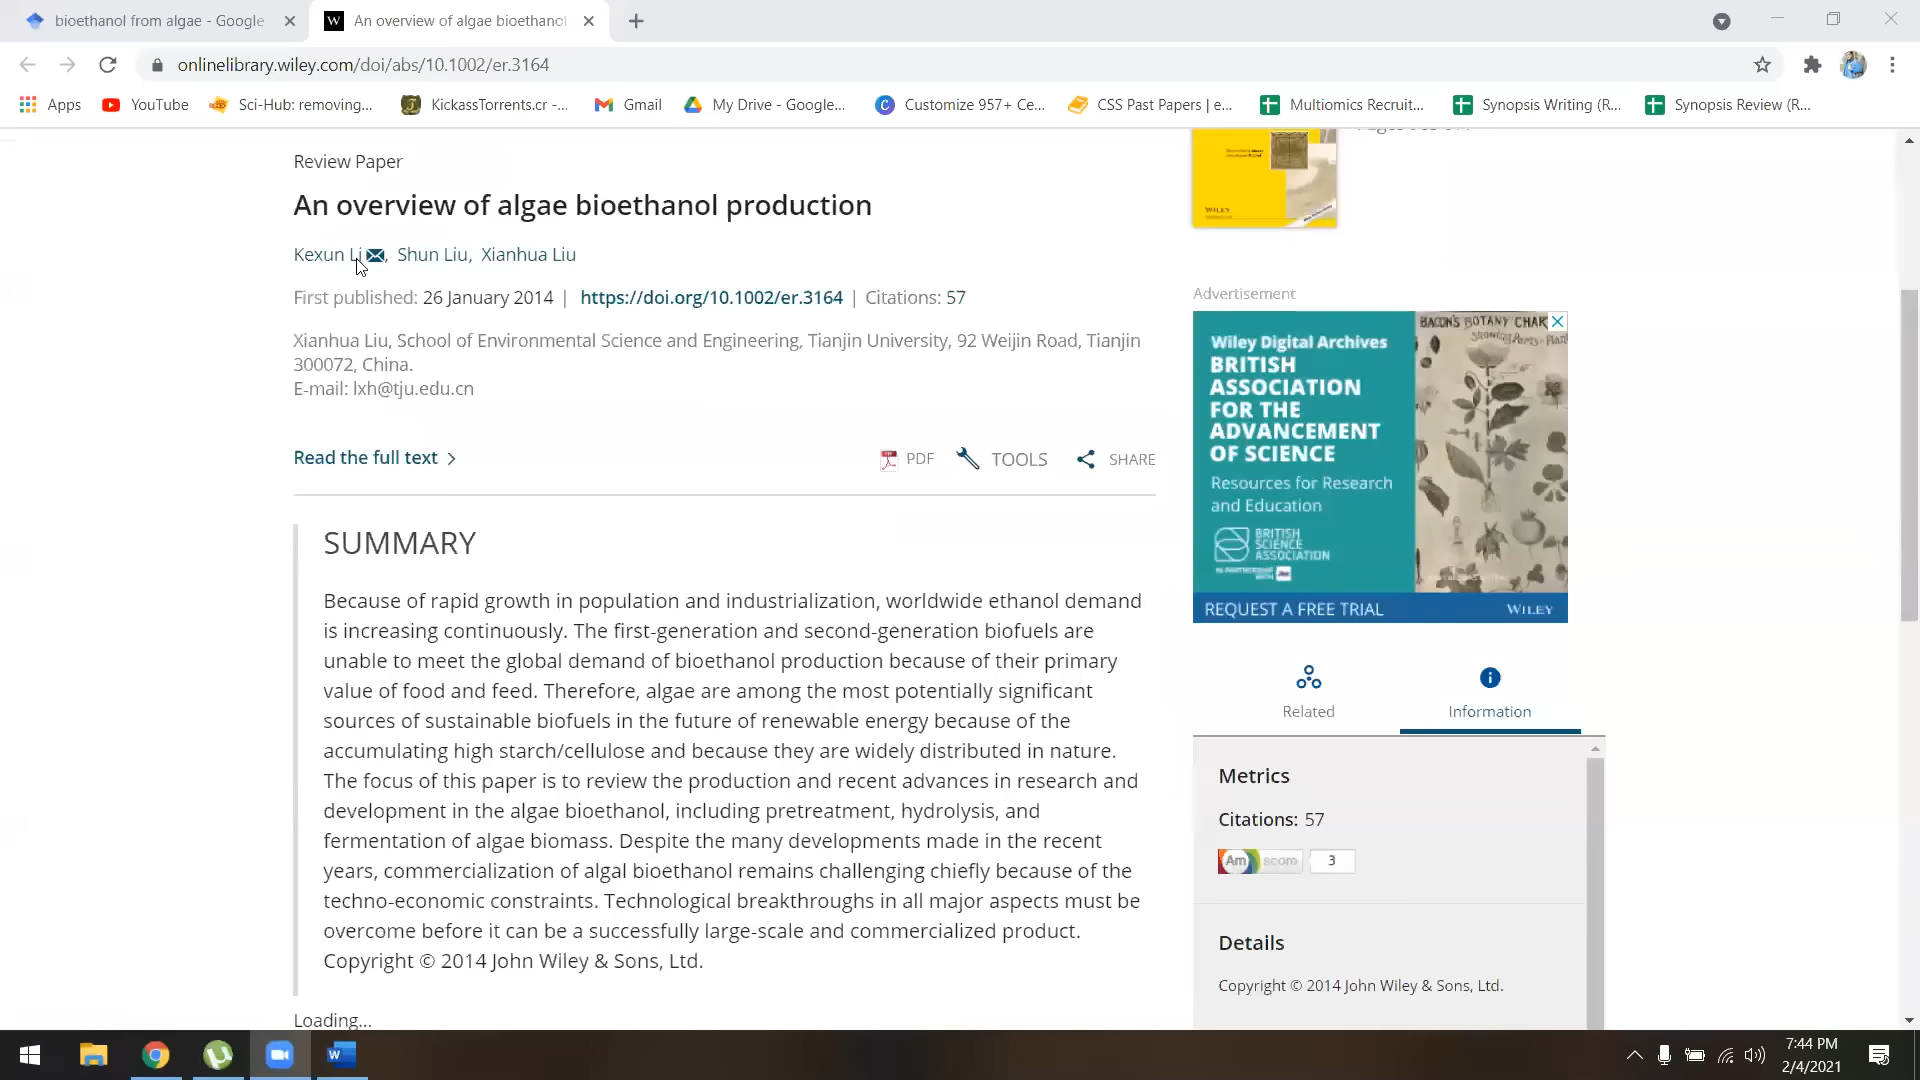 bioethanol from algae - Google
An overview of algae bioethanol
onlinelibrary.wiley.com/doi/abs/10.1002/er.3164
Apps
YouTube
Sci-Hub: removing...
KickassTorrents.cr -...
Gmail
My Drive - Google...
Customize 957+ Ce...
CSS Past Papers | e...
Multiomics Recruit...
Synopsis Writing (R...
Synopsis Review (R...
Review Paper
An overview of algae bioethanol production
Kexun Li, Shun Liu, Xianhua Liu
First published: 26 January 2014 | https://doi.org/10.1002/er.3164 | Citations: 57
Xianhua Liu, School of Environmental Science and Engineering, Tianjin University, 92 Weijin Road, Tianjin
300072, China.
E-mail: lxh@tju.edu.cn
Read the full text
PDF
TOOLS
SHARE
SUMMARY
Because of rapid growth in population and industrialization, worldwide ethanol demand
is increasing continuously. The first-generation and second-generation biofuels are
unable to meet the global demand of bioethanol production because of their primary
value of food and feed. Therefore, algae are among the most potentially significant
sources of sustainable biofuels in the future of renewable energy because of the
accumulating high starch/cellulose and because they are widely distributed in nature.
The focus of this paper is to review the production and recent advances in research and
development in the algae bioethanol, including pretreatment, hydrolysis, and
fermentation of algae biomass. Despite the many developments made in the recent
years, commercialization of algal bioethanol remains challenging chiefly because of the
techno-economic constraints. Technological breakthroughs in all major aspects must be
overcome before it can be a successfully large-scale and commercialized product.
Copyright © 2014 John Wiley & Sons, Ltd.
Loading...
WILEY
Advertisement
Wiley Digital Archives
BRITISH
ASSOCIATION
FOR THE
ADVANCEMENT
OF SCIENCE
Resources for Research
and Education
BRITISH
SCIENCE
ASSOCIATION
BACON'S BOTANY CHAR
Showing Parts of Plant
REQUEST A FREE TRIAL
WILEY
Related
Information
Metrics
Citations: 57
Am score 3
Details
Copyright © 2014 John Wiley & Sons, Ltd.
7:44 PM
2/4/2021